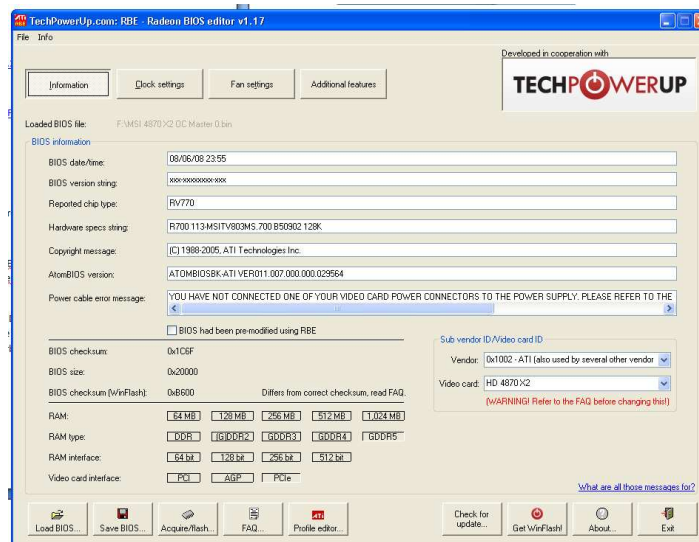 TechPowerUp.com: RBE - Radeon BIOS editor v1.17
File Info
Developed in cooperation with
Information Clock settings Fan settings Additional features
TECHPOWERUP
Loaded BIOS file: F:\MSI 4870 X2 OC Master 0.bin
BIOS information
BIOS date/time: 08/06/08 23:55
BIOS version string: xxx-xxxxxxxx-xxx
Reported chip type: RV770
Hardware specs string: R700 113-MSITV803MS.700 B50902 128K
Copyright message: (C) 1988-2005, ATI Technologies Inc.
AtomBIOS version: ATOMBIOSBK-ATI VER011.007.000.000.029564
Power cable error message: YOU HAVE NOT CONNECTED ONE OF YOUR VIDEO CARD POWER CONNECTORS TO THE POWER SUPPLY. PLEASE REFER TO THE
BIOS had been pre-modified using RBE
Sub vendor ID/Video card ID
BIOS checksum: 0x1C6F
Vendor: 0x1002 - ATI (also used by several other vendor
BIOS size: 0x20000
Video card: HD 4870 X2
BIOS checksum (WinFlash): 0xB600 Differs from correct checksum, read FAQ.
(WARNING! Refer to the FAQ before changing this!)
RAM: 64 MB 128 MB 256 MB 512 MB 1,024 MB
RAM type: DDR (G)DDR2 GDDR3 GDDR4 GDDR5
RAM interface: 64 bit 128 bit 256 bit 512 bit
Video card interface: PCI AGP PCIe
What are all those messages for?
Load BIOS... Save BIOS... Acquire/flash... FAQ... Profile editor... Check for update... Get WinFlash! About... Exit